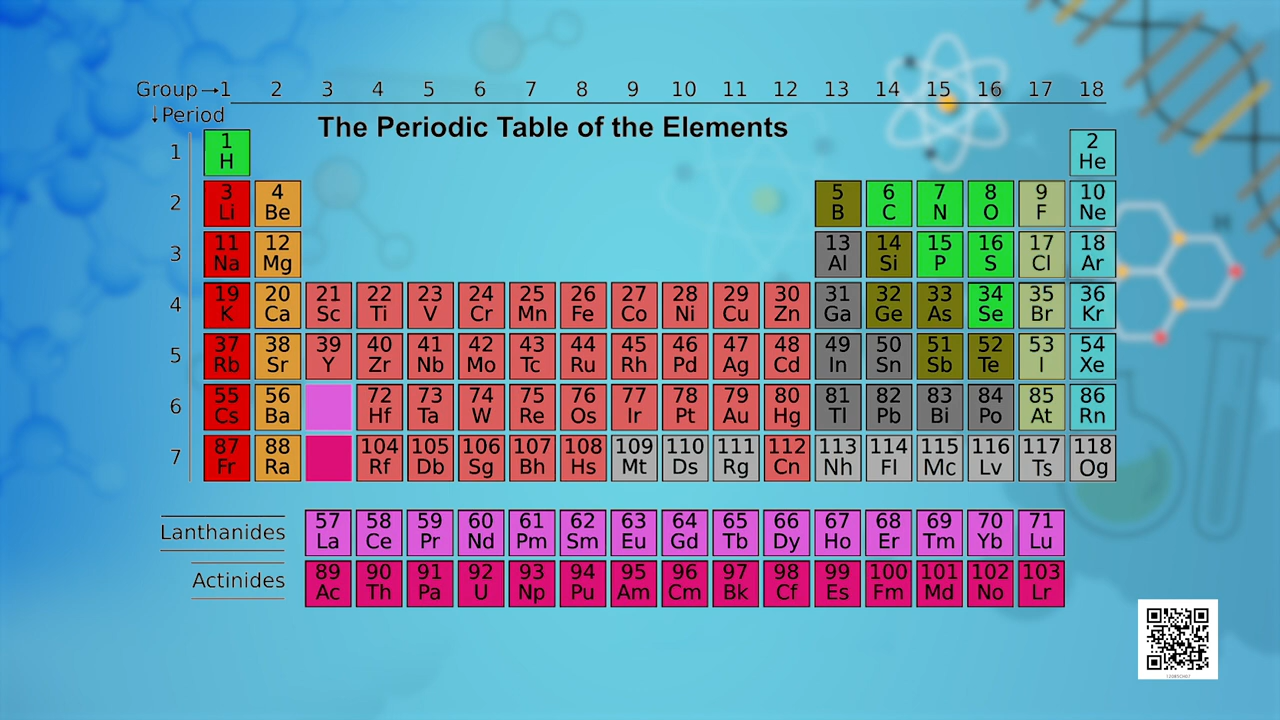 Group→1 2 3 4 5 6 7 8 9 10 11 12 13 14 15 16 17 18
↓Period
The Periodic Table of the Elements
1 1 2
H He
2 3 4 5 6 7 8 9 10
Li Be B C N O F Ne
3 11 12 13 14 15 16 17 18
Na Mg Al Si P S Cl Ar
4 19 20 21 22 23 24 25 26 27 28 29 30 31 32 33 34 35 36
K Ca Sc Ti V Cr Mn Fe Co Ni Cu Zn Ga Ge As Se Br Kr
5 37 38 39 40 41 42 43 44 45 46 47 48 49 50 51 52 53 54
Rb Sr Y Zr Nb Mo Tc Ru Rh Pd Ag Cd In Sn Sb Te I Xe
6 55 56 72 73 74 75 76 77 78 79 80 81 82 83 84 85 86
Cs Ba Hf Ta W Re Os Ir Pt Au Hg Tl Pb Bi Po At Rn
7 87 88 104 105 106 107 108 109 110 111 112 113 114 115 116 117 118
Fr Ra Rf Db Sg Bh Hs Mt Ds Rg Cn Nh Fl Mc Lv Ts Og
Lanthanides 57 58 59 60 61 62 63 64 65 66 67 68 69 70 71
La Ce Pr Nd Pm Sm Eu Gd Tb Dy Ho Er Tm Yb Lu
Actinides 89 90 91 92 93 94 95 96 97 98 99 100 101 102 103
Ac Th Pa U Np Pu Am Cm Bk Cf Es Fm Md No Lr